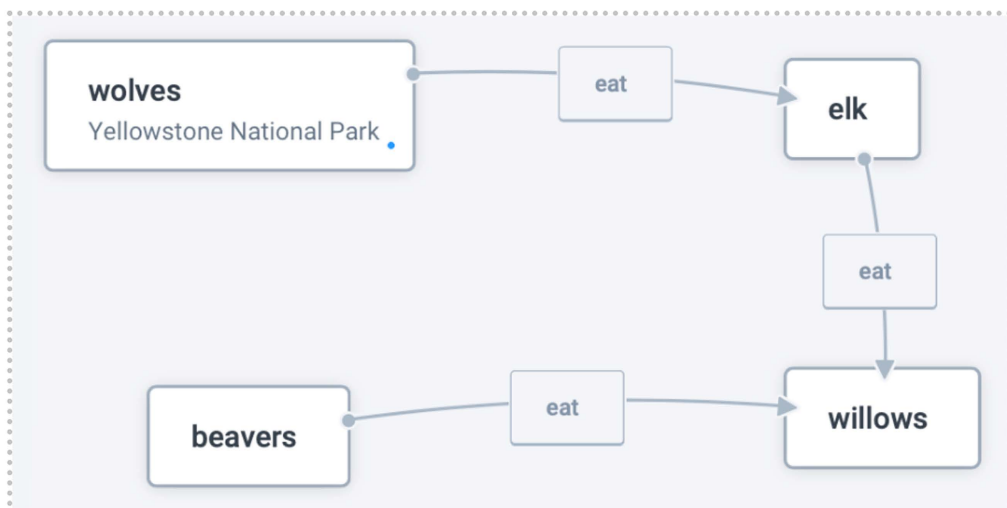 wolves
Yellowstone National Park
eat
elk
eat
beavers
eat
willows